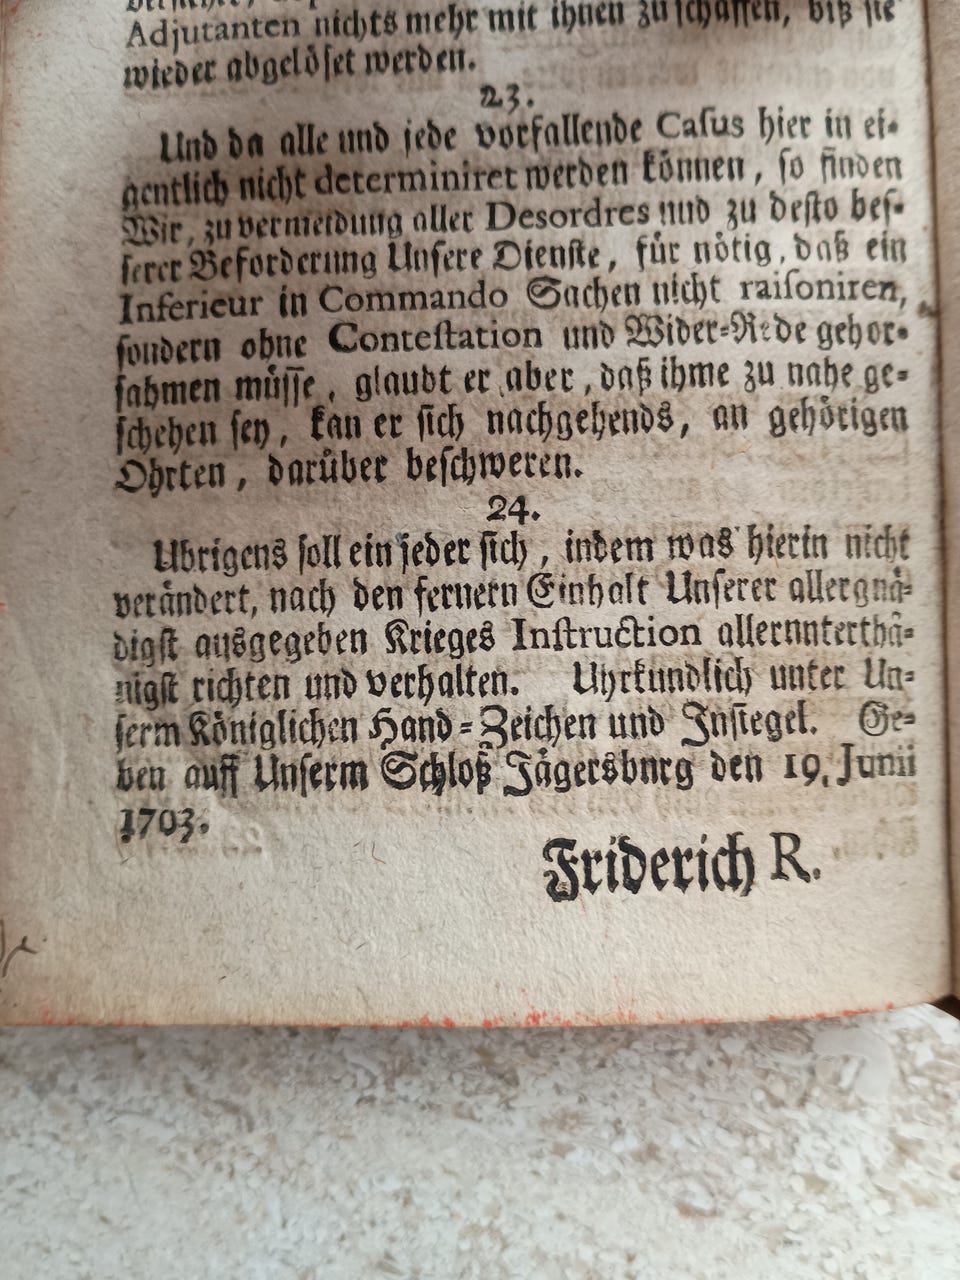 Adjutanten nichts mehr mit ihnen zu schaffen, biß sie
wieder abgelöset werden.
23.
Und da alle und jede vorfallende Casus hier in ei-
gentlich nicht determiniret werden können, so finden
Wir, zu vermeidung aller Desordres und zu desto bes-
serer Beforderung Unsere Dienste, für nötig, daß ein
Inferieur in Commando Sachen nicht raisoniren,
sondern ohne Contestation und Wider-Rede gehor-
sahmen müsse, glaubt er aber, daß ihme zu nahe ge-
schehen sey, kan er sich nachgehends, an gehörigen
Ohrten, darüber beschweren.
24.
Ubrigens soll ein jeder sich, indem was hierin nicht
verändert, nach den fernern Einhalt Unserer allergnä-
digst ausgegeben Krieges Instruction allernnterthä-
nigst richten und verhalten. Uhrkundlich unter Un-
serm Königlichen Hand-Zeichen und Insiegel. Ge-
ben auff Unserm Schloß Jägersbnrg den 19. Junii
1703.
Friderich R.